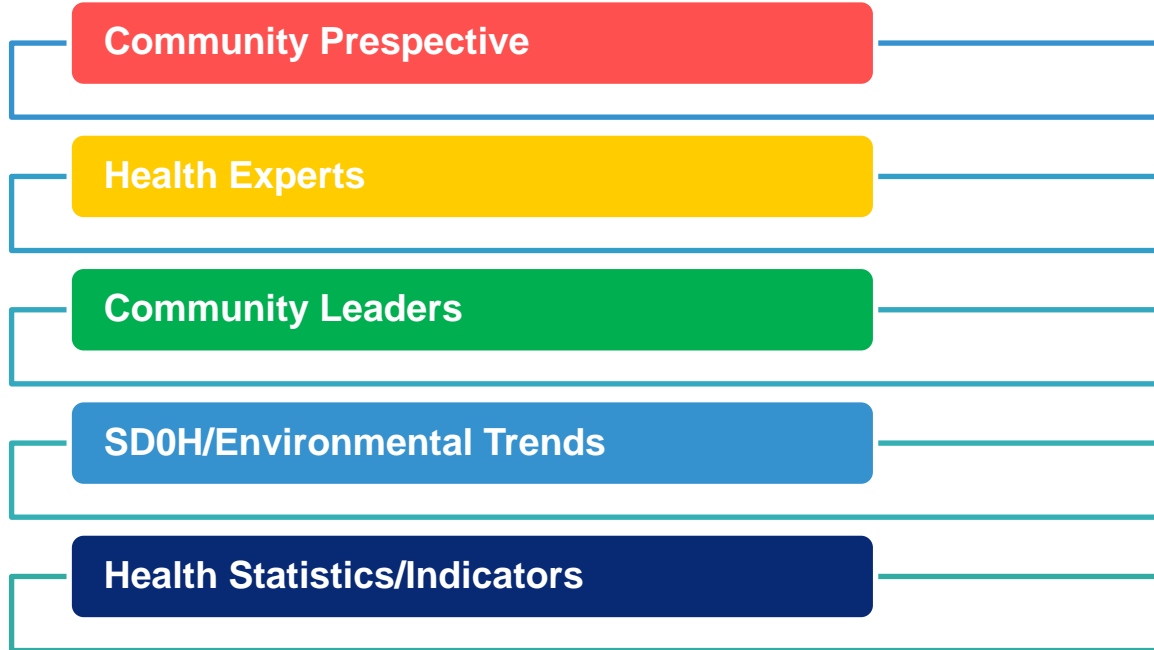 Community Prespective
Health Experts
Community Leaders
SD0H/Environmental Trends
Health Statistics/Indicators